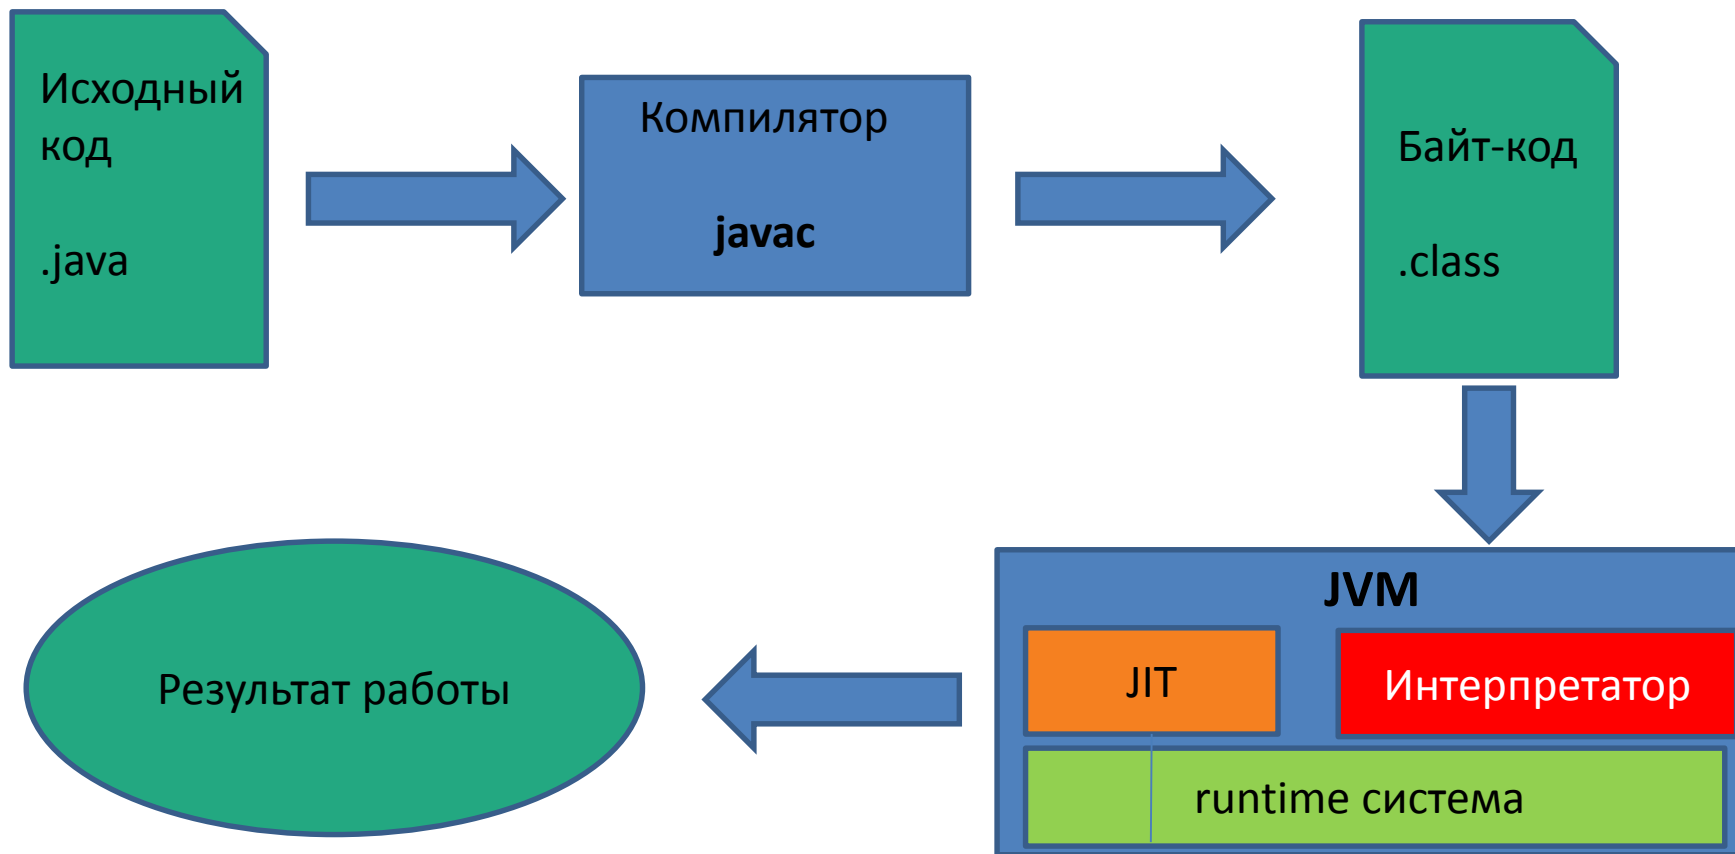 Исходный
код
.java
Компилятор
javac
Байт-код
.class
JVM
JIT
Интерпретатор
runtime система
Результат работы